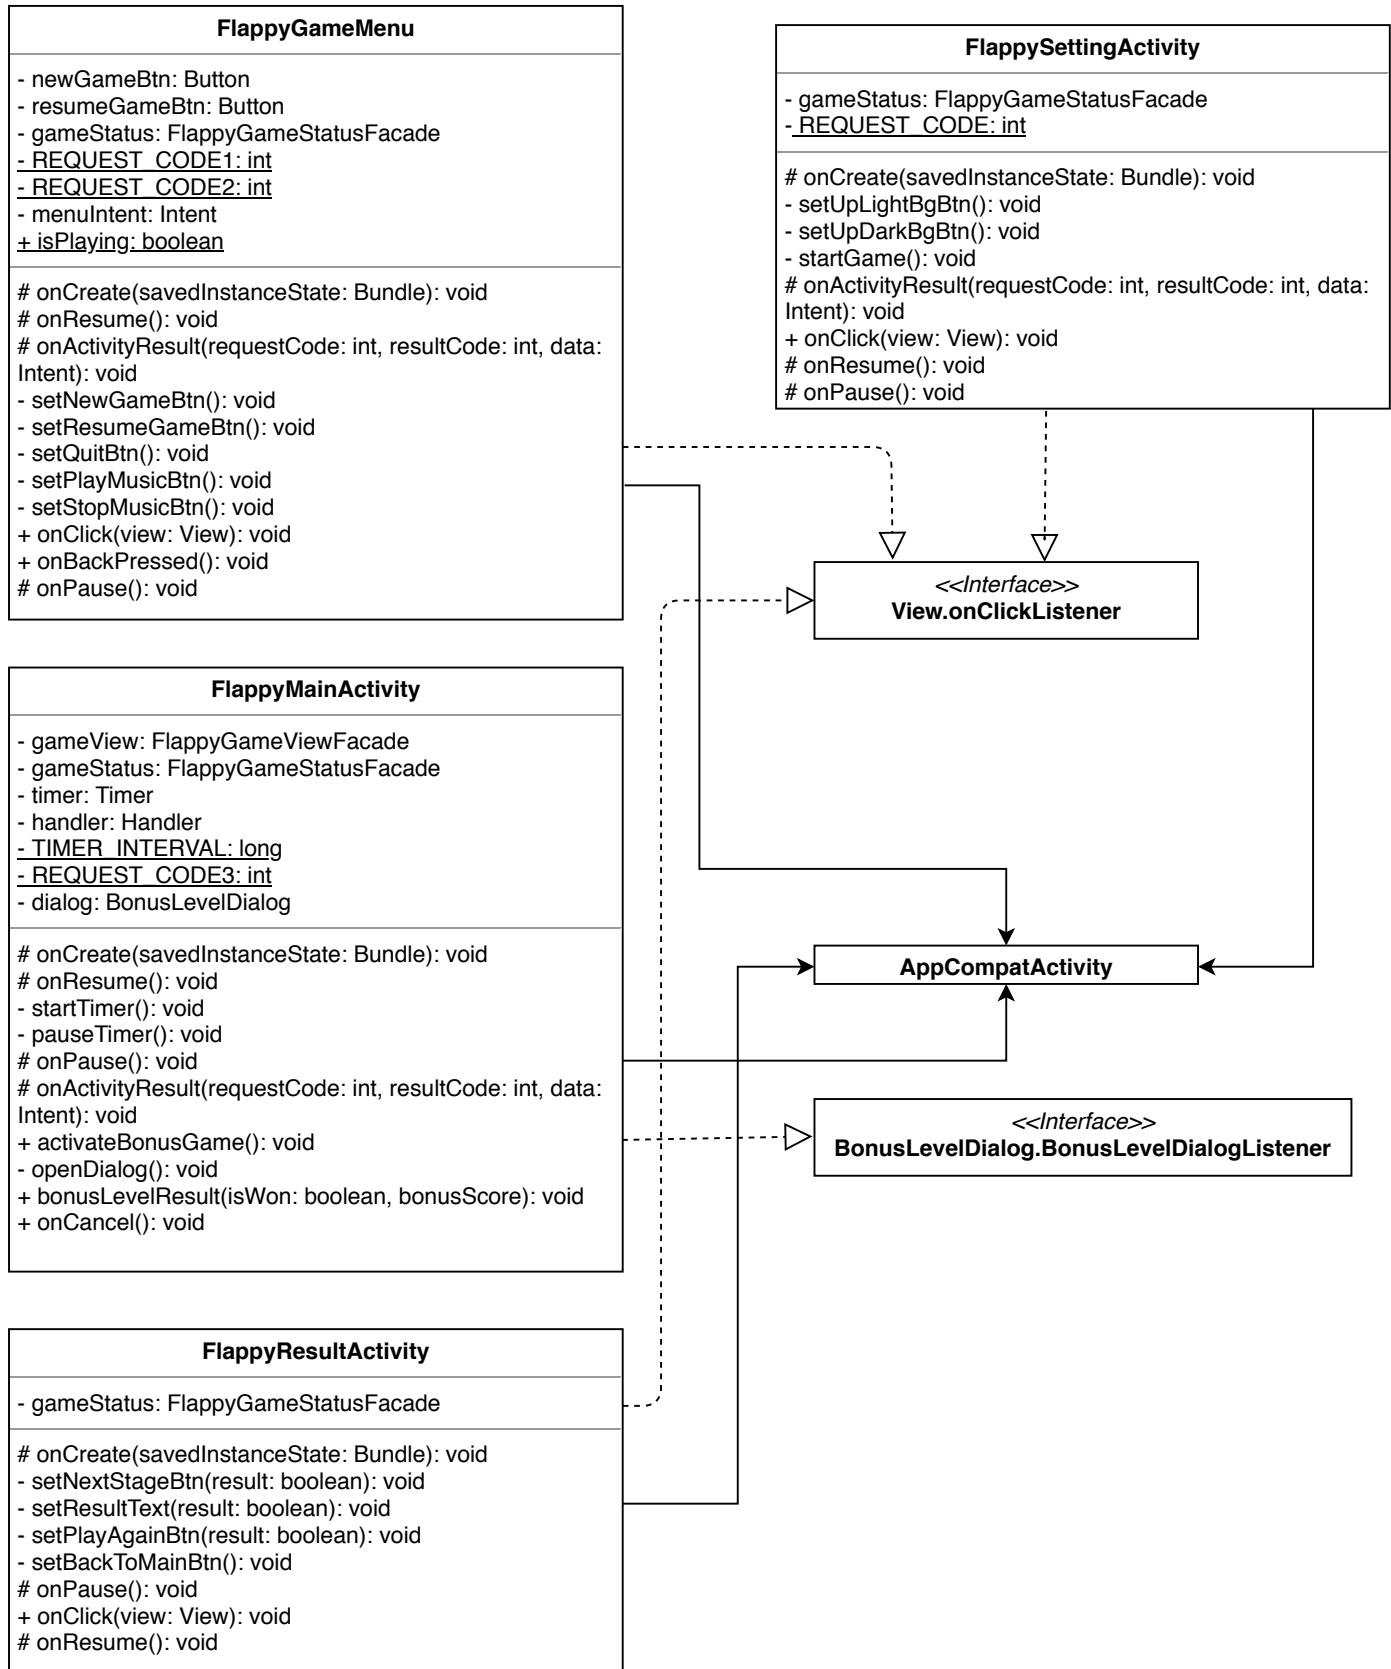 FlappyGameMenu
- newGameBtn: Button
- resumeGameBtn: Button
- gameStatus: FlappyGameStatusFacade
- REQUEST_CODE1: int
- REQUEST_CODE2: int
- menuIntent: Intent
+ isPlaying: boolean
# onCreate(savedInstanceState: Bundle): void
# onResume(): void
# onActivityResult(requestCode: int, resultCode: int, data:
Intent): void
- setNewGameBtn(): void
- setResumeGameBtn(): void
- setQuitBtn(): void
- setPlayMusicBtn(): void
- setStopMusicBtn(): void
+ onClick(view: View): void
+ onBackPressed(): void
# onPause(): void
FlappySettingActivity
- gameStatus: FlappyGameStatusFacade
- REQUEST_CODE: int
# onCreate(savedInstanceState: Bundle): void
- setUpLightBgBtn(): void
- setUpDarkBgBtn(): void
- startGame(): void
# onActivityResult(requestCode: int, resultCode: int, data:
Intent): void
+ onClick(view: View): void
# onResume(): void
# onPause(): void
<<Interface>>
View.onClickListener
FlappyMainActivity
- gameView: FlappyGameViewFacade
- gameStatus: FlappyGameStatusFacade
- timer: Timer
- handler: Handler
- TIMER_INTERVAL: long
- REQUEST_CODE3: int
- dialog: BonusLevelDialog
# onCreate(savedInstanceState: Bundle): void
# onResume(): void
- startTimer(): void
- pauseTimer(): void
# onPause(): void
# onActivityResult(requestCode: int, resultCode: int, data:
Intent): void
+ activateBonusGame(): void
- openDialog(): void
+ bonusLevelResult(isWon: boolean, bonusScore): void
+ onCancel(): void
AppCompatActivity
<<Interface>>
BonusLevelDialog.BonusLevelDialogListener
FlappyResultActivity
- gameStatus: FlappyGameStatusFacade
# onCreate(savedInstanceState: Bundle): void
- setNextStageBtn(result: boolean): void
- setResultText(result: boolean): void
- setPlayAgainBtn(result: boolean): void
- setBackToMainBtn(): void
# onPause(): void
+ onClick(view: View): void
# onResume(): void